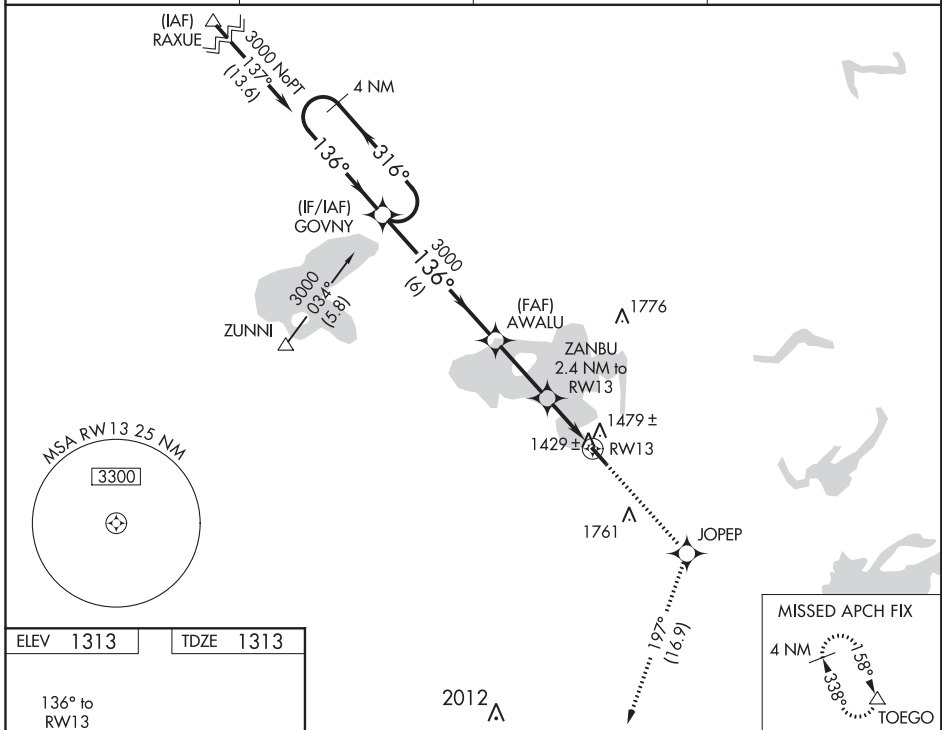 (IAF)
RAXUE
3000 NoPT
137°
(13.6)
4 NM
136°
316°
(IF/IAF)
GOVNY
3000
136°
(6)
3000
034°
(5.8)
ZUNNI
(FAF)
AWALU
1776
ZANBU
2.4 NM to
RW13
1479 ±
1429 ±
RW13
MSA RW13 25 NM
3300
1761
JOPEP
197°
(16.9)
ELEV 1313
TDZE 1313
136° to
RW13
2012
MISSED APCH FIX
4 NM
158°
338°
TOEGO